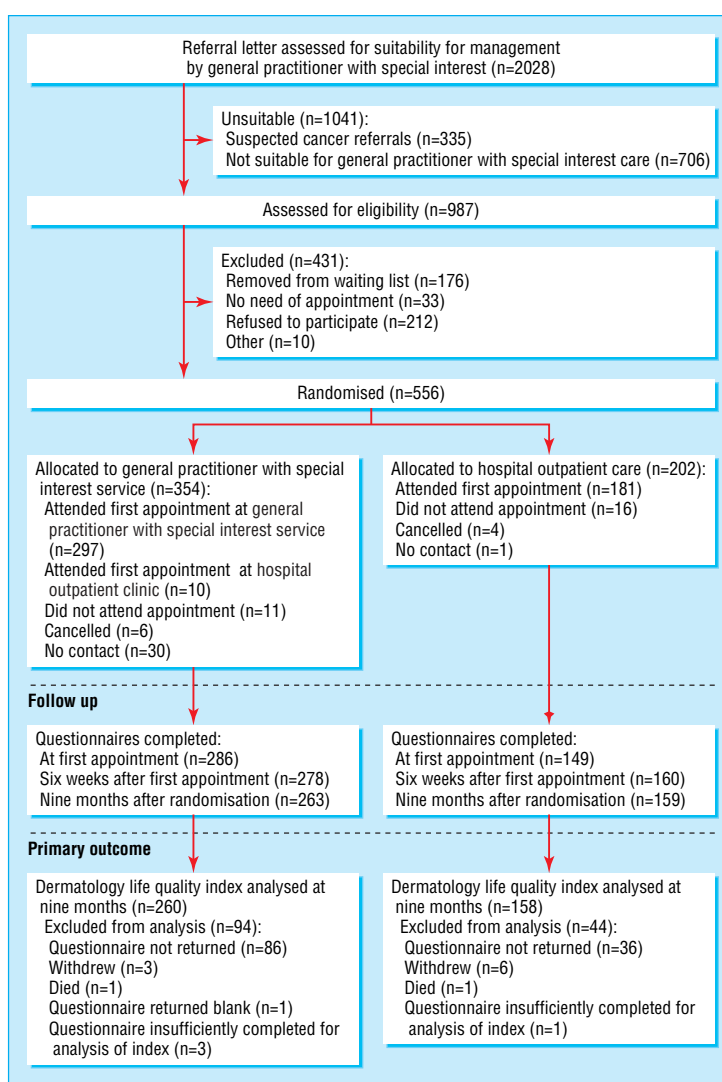 Referral letter assessed for suitability for management
by general practitioner with special interest (n=2028)
Unsuitable (n=1041):
Suspected cancer referrals (n=335)
Not suitable for general practitioner with special interest care (n=706)
Assessed for eligibility (n=987)
Excluded (n=431):
Removed from waiting list (n=176)
No need of appointment (n=33)
Refused to participate (n=212)
Other (n=10)
Randomised (n=556)
Allocated to general practitioner with special
interest service (n=354):
Attended first appointment at general
practitioner with special interest service
(n=297)
Attended first appointment at hospital
outpatient clinic (n=10)
Did not attend appointment (n=11)
Cancelled (n=6)
No contact (n=30)
Allocated to hospital outpatient care (n=202):
Attended first appointment (n=181)
Did not attend appointment (n=16)
Cancelled (n=4)
No contact (n=1)
Follow up
Questionnaires completed:
At first appointment (n=286)
Six weeks after first appointment (n=278)
Nine months after randomisation (n=263)
Questionnaires completed:
At first appointment (n=149)
Six weeks after first appointment (n=160)
Nine months after randomisation (n=159)
Primary outcome
Dermatology life quality index analysed at
nine months (n=260)
Excluded from analysis (n=94):
Questionnaire not returned (n=86)
Withdrew (n=3)
Died (n=1)
Questionnaire returned blank (n=1)
Questionnaire insufficiently completed for
analysis of index (n=3)
Dermatology life quality index analysed at
nine months (n=158)
Excluded from analysis (n=44):
Questionnaire not returned (n=36)
Withdrew (n=6)
Died (n=1)
Questionnaire insufficiently completed for
analysis of index (n=1)